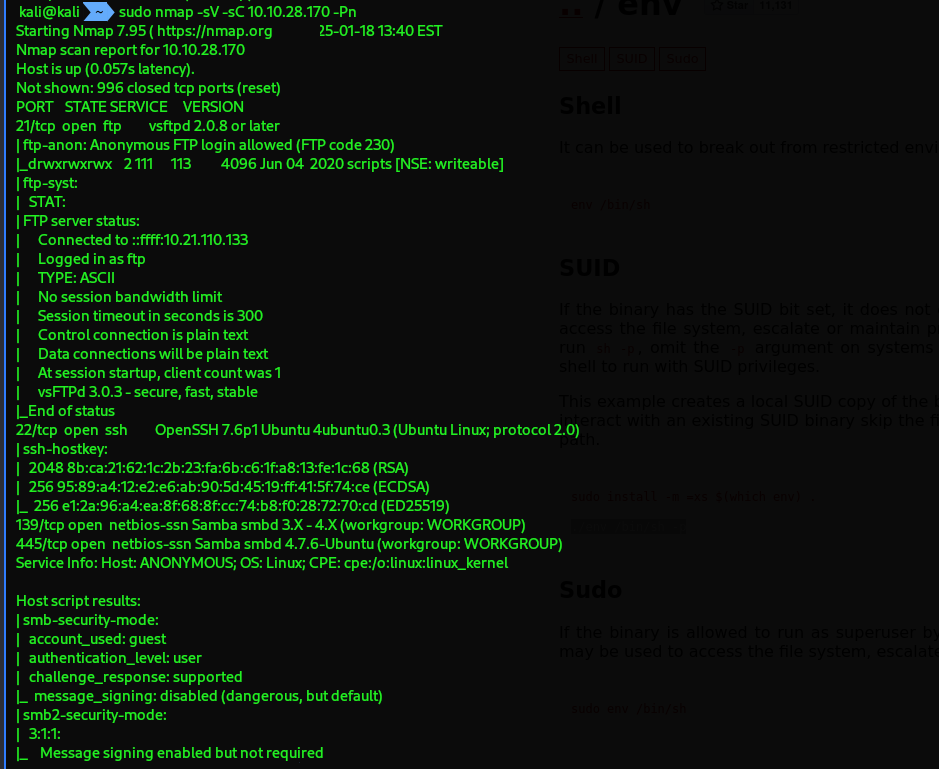 kali@kali ~ sudo nmap -sV -sC 10.10.28.170 -Pn
Starting Nmap 7.95 ( https://nmap.org 25-01-18 13:40 EST
Nmap scan report for 10.10.28.170
Host is up (0.057s latency).
Not shown: 996 closed tcp ports (reset)
PORT STATE SERVICE VERSION
21/tcp open ftp vsftpd 2.0.8 or later
| ftp-anon: Anonymous FTP login allowed (FTP code 230)
|_drwxrwxrwx 2 111 113 4096 Jun 04 2020 scripts [NSE: writeable]
| ftp-syst:
| STAT:
| FTP server status:
| Connected to ::ffff:10.21.110.133
| Logged in as ftp
| TYPE: ASCII
| No session bandwidth limit
| Session timeout in seconds is 300
| Control connection is plain text
| Data connections will be plain text
| At session startup, client count was 1
| vsFTPd 3.0.3 - secure, fast, stable
|_End of status
22/tcp open ssh OpenSSH 7.6p1 Ubuntu 4ubuntu0.3 (Ubuntu Linux; protocol 2.0)
| ssh-hostkey:
| 2048 8b:ca:21:62:1c:2b:23:fa:6b:c6:1f:a8:13:fe:1c:68 (RSA)
| 256 95:89:a4:12:e2:e6:ab:90:5d:45:19:ff:41:5f:74:ce (ECDSA)
|_ 256 e1:2a:96:a4:ea:8f:68:8f:cc:74:b8:f0:28:72:70:cd (ED25519)
139/tcp open netbios-ssn Samba smbd 3.X - 4.X (workgroup: WORKGROUP)
445/tcp open netbios-ssn Samba smbd 4.7.6-Ubuntu (workgroup: WORKGROUP)
Service Info: Host: ANONYMOUS; OS: Linux; CPE: cpe:/o:linux:linux_kernel
Host script results:
| smb-security-mode:
| account_used: guest
| authentication_level: user
| challenge_response: supported
|_ message_signing: disabled (dangerous, but default)
| smb2-security-mode:
| 3:1:1:
|_ Message signing enabled but not required
.. / env
Star 11,131
Shell SUID Sudo
Shell
It can be used to break out from restricted envi
env /bin/sh
SUID
If the binary has the SUID bit set, it does not
access the file system, escalate or maintain p
run sh -p, omit the -p argument on systems
shell to run with SUID privileges.
This example creates a local SUID copy of the b
interact with an existing SUID binary skip the fi
path.
sudo install -m =xs $(which env) .
Sudo
If the binary is allowed to run as superuser by
may be used to access the file system, escalate
sudo env /bin/sh